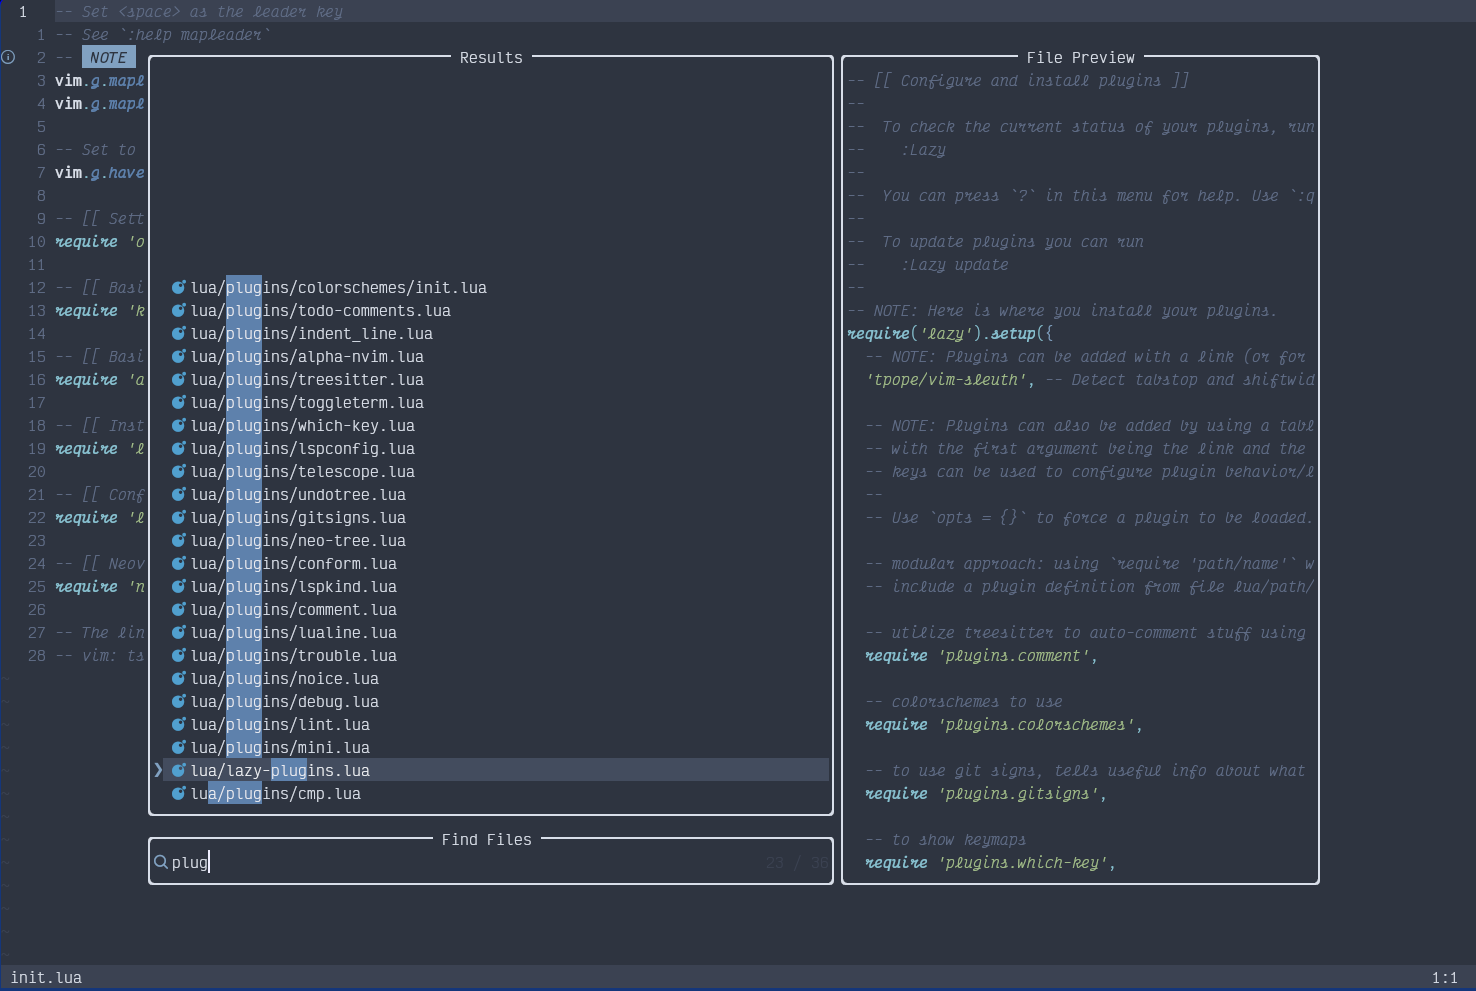 1 -- Set <space> as the leader key
1 -- See `:help mapleader`
2 -- NOTE
3 vim.g.mapl
4 vim.g.mapl
5
6 -- Set to
7 vim.g.have
8
9 -- [[ Sett
10 require 'o
11
12 -- [[ Basi
13 require 'k
14
15 -- [[ Basi
16 require 'a
17
18 -- [[ Inst
19 require 'l
20
21 -- [[ Conf
22 require 'l
23
24 -- [[ Neov
25 require 'n
26
27 -- The lin
28 -- vim: ts
Results
lua/plugins/colorschemes/init.lua
lua/plugins/todo-comments.lua
lua/plugins/indent_line.lua
lua/plugins/alpha-nvim.lua
lua/plugins/treesitter.lua
lua/plugins/toggleterm.lua
lua/plugins/which-key.lua
lua/plugins/lspconfig.lua
lua/plugins/telescope.lua
lua/plugins/undotree.lua
lua/plugins/gitsigns.lua
lua/plugins/neo-tree.lua
lua/plugins/conform.lua
lua/plugins/lspkind.lua
lua/plugins/comment.lua
lua/plugins/lualine.lua
lua/plugins/trouble.lua
lua/plugins/noice.lua
lua/plugins/debug.lua
lua/plugins/lint.lua
lua/plugins/mini.lua
lua/lazy-plugins.lua
lua/plugins/cmp.lua
Find Files
plug 23 / 38
File Preview
-- [[ Configure and install plugins ]]
--
--  To check the current status of your plugins, run
--    :Lazy
--
--  You can press `?` in this menu for help. Use `:q
--
--  To update plugins you can run
--    :Lazy update
--
-- NOTE: Here is where you install your plugins.
require('lazy').setup({
-- NOTE: Plugins can be added with a link (or for
'tpope/vim-sleuth', -- Detect tabstop and shiftwid
-- NOTE: Plugins can also be added by using a tabl
-- with the first argument being the link and the
-- keys can be used to configure plugin behavior/l
--
-- Use `opts = {}` to force a plugin to be loaded.
-- modular approach: using `require 'path/name'` w
-- include a plugin definition from file lua/path/
-- utilize treesitter to auto-comment stuff using
require 'plugins.comment',
-- colorschemes to use
require 'plugins.colorschemes',
-- to use git signs, tells useful info about what
require 'plugins.gitsigns',
-- to show keymaps
require 'plugins.which-key',
init.lua 1:1